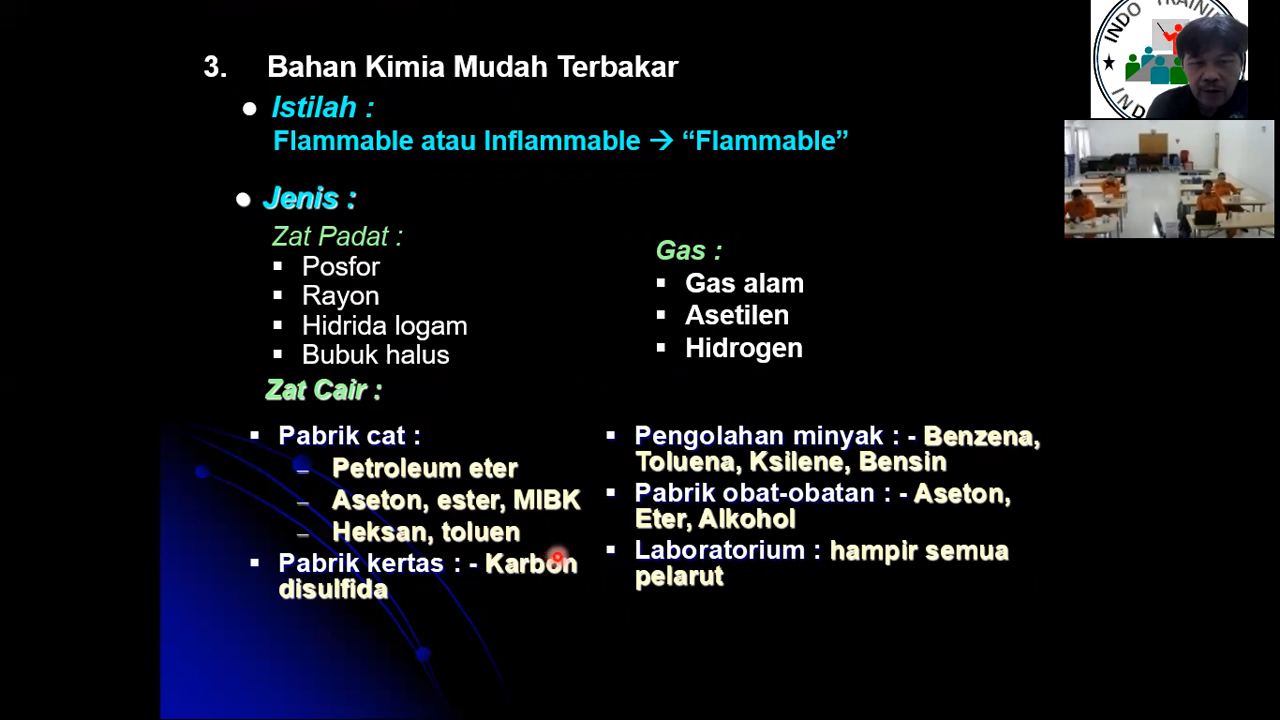 3. Bahan Kimia Mudah Terbakar
● Istilah :
Flammable atau Inflammable → “Flammable”
● Jenis :
Zat Padat :
▪ Posfor
▪ Rayon
▪ Hidrida logam
▪ Bubuk halus
Gas :
▪ Gas alam
▪ Asetilen
▪ Hidrogen
Zat Cair :
▪ Pabrik cat :
– Petroleum eter
– Aseton, ester, MIBK
– Heksan, toluen
▪ Pabrik kertas : - Karbon
disulfida
▪ Pengolahan minyak : - Benzena,
Toluena, Ksilene, Bensin
▪ Pabrik obat-obatan : - Aseton,
Eter, Alkohol
▪ Laboratorium : hampir semua
pelarut
INDO TRAINING